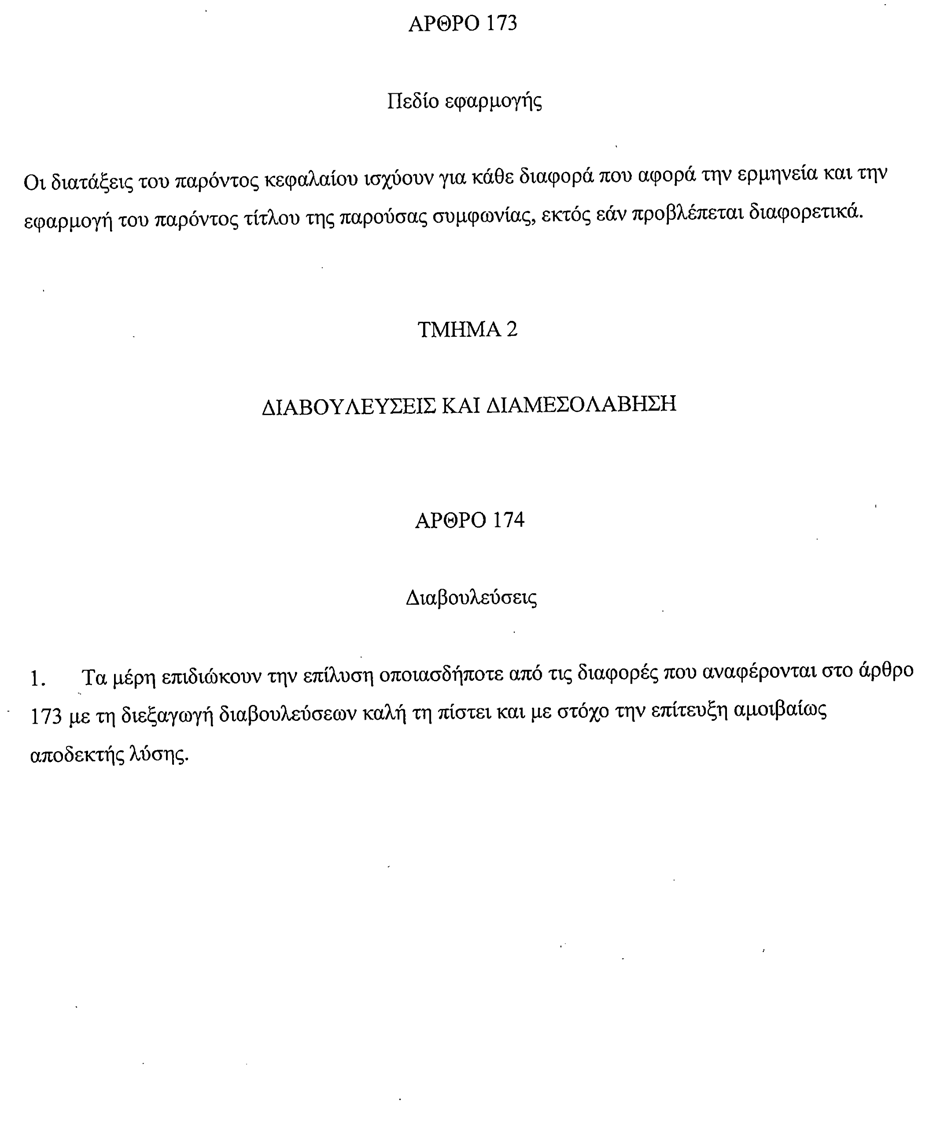 ΑΡΘΡΟ 173
Πεδίο εφαρμογής
Οι διατάξεις του παρόντος κεφαλαίου ισχύουν για κάθε διαφορά που αφορά την ερμηνεία και την
εφαρμογή του παρόντος τίτλου της παρούσας συμφωνίας, εκτός εάν προβλέπεται διαφορετικά.
ΤΜΗΜΑ 2
ΔΙΑΒΟΥΛΕΥΣΕΙΣ ΚΑΙ ΔΙΑΜΕΣΟΛΑΒΗΣΗ
ΑΡΘΡΟ 174
Διαβουλεύσεις
1. Τα μέρη επιδιώκουν την επίλυση οποιασδήποτε από τις διαφορές που αναφέρονται στο άρθρο
173 με τη διεξαγωγή διαβουλεύσεων καλή τη πίστει και με στόχο την επίτευξη αμοιβαίως
αποδεκτής λύσης.